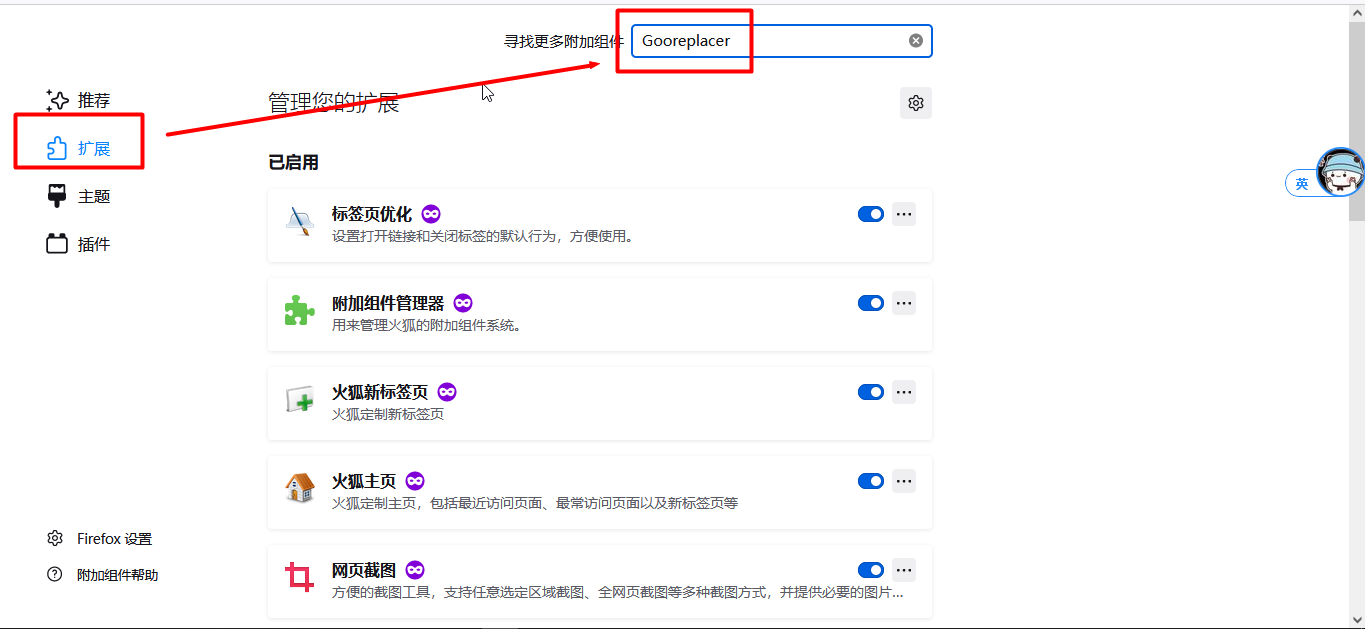 寻找更多附加组件 Gooreplacer
推荐
管理您的扩展
扩展
已启用
主题
标签页优化
设置打开链接和关闭标签的默认行为，方便使用。
英
插件
附加组件管理器
用来管理火狐的附加组件系统。
火狐新标签页
火狐定制新标签页
火狐主页
火狐定制主页，包括最近访问页面、最常访问页面以及新标签页等
Firefox 设置
附加组件帮助
网页截图
方便的截图工具，支持任意选定区域截图、全网页截图等多种截图方式，并提供必要的图片...